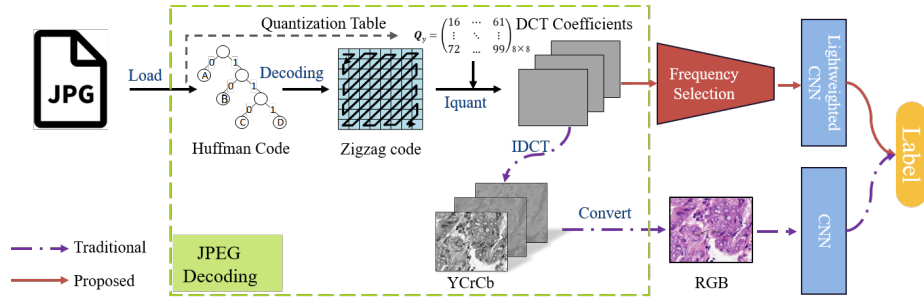 Quantization Table
Q_y = (16 ... 61
⋮ ⋱ ⋮
72 ... 99)8×8
DCT Coefficients
JPG
Load
0
1
A
Decoding
0
1
B
0
1
C
D
Iquant
Frequency
Selection
Lightweighted
CNN
Huffman Code
Zigzag code
IDCT
Label
Convert
CNN
Traditional
Proposed
JPEG
Decoding
YCrCb
RGB